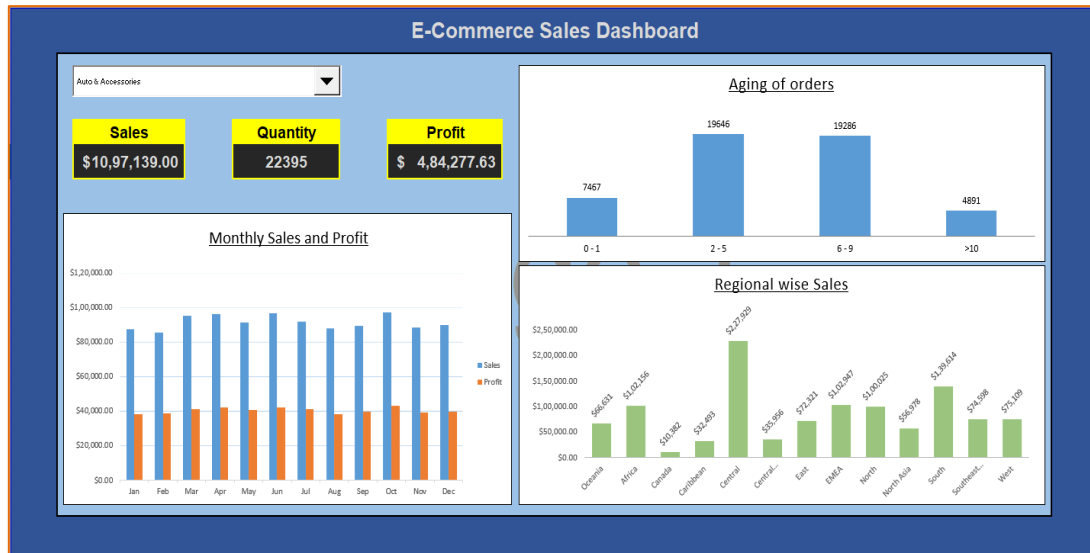 E-Commerce Sales Dashboard
Auto & Accessories
Sales
$10,97,139.00
Quantity
22395
Profit
$ 4,84,277.63
Aging of orders
7467
19646
19286
4891
0 - 1
2 - 5
6 - 9
>10
Monthly Sales and Profit
$1,20,000.00
$1,00,000.00
$80,000.00
$60,000.00
$40,000.00
$20,000.00
$0.00
Jan
Feb
Mar
Apr
May
Jun
Jul
Aug
Sep
Oct
Nov
Dec
Sales
Profit
Regional wise Sales
$2,50,000.00
$2,00,000.00
$1,50,000.00
$1,00,000.00
$50,000.00
$0.00
$66,631
$1,02,156
$10,382
$32,493
$2,27,929
$35,956
$72,321
$1,02,947
$1,00,025
$56,978
$1,39,614
$74,598
$75,109
Oceania
Africa
Canada
Caribbean
Central
Central...
East
EMEA
North
North Asia
South
Southeast...
West